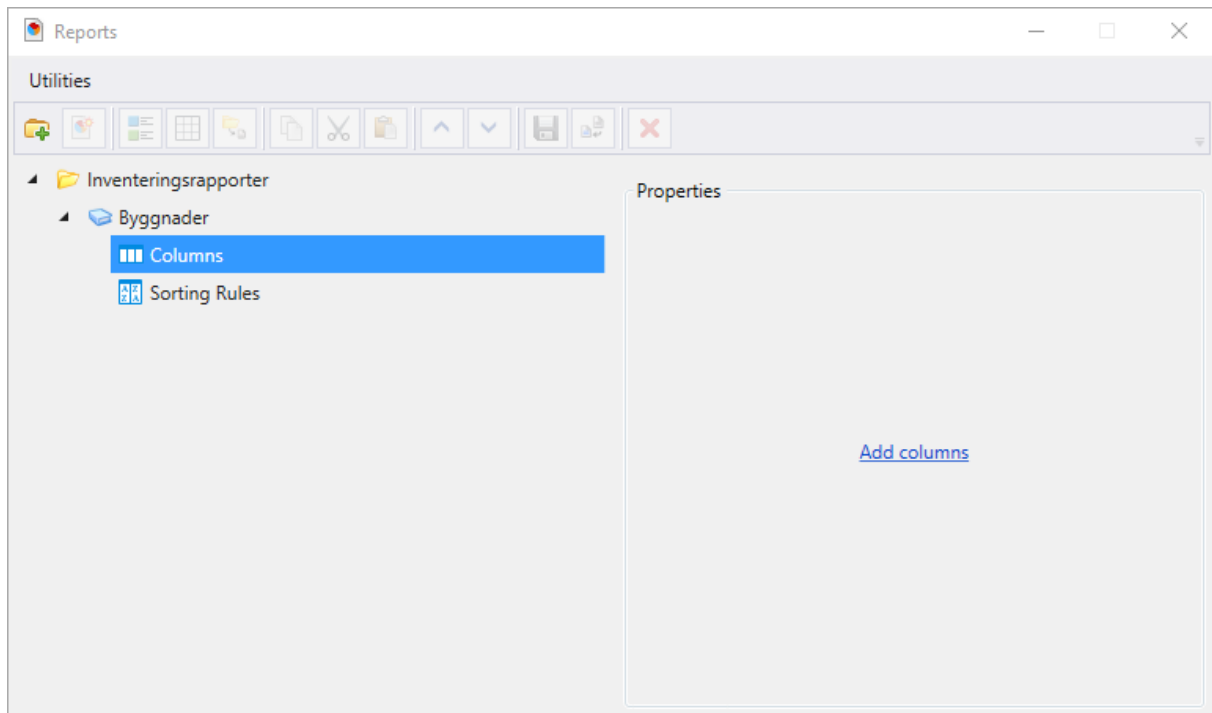 Reports
Utilities
Inventeringsrapporter
Byggnader
Columns
Sorting Rules
Properties
Add columns